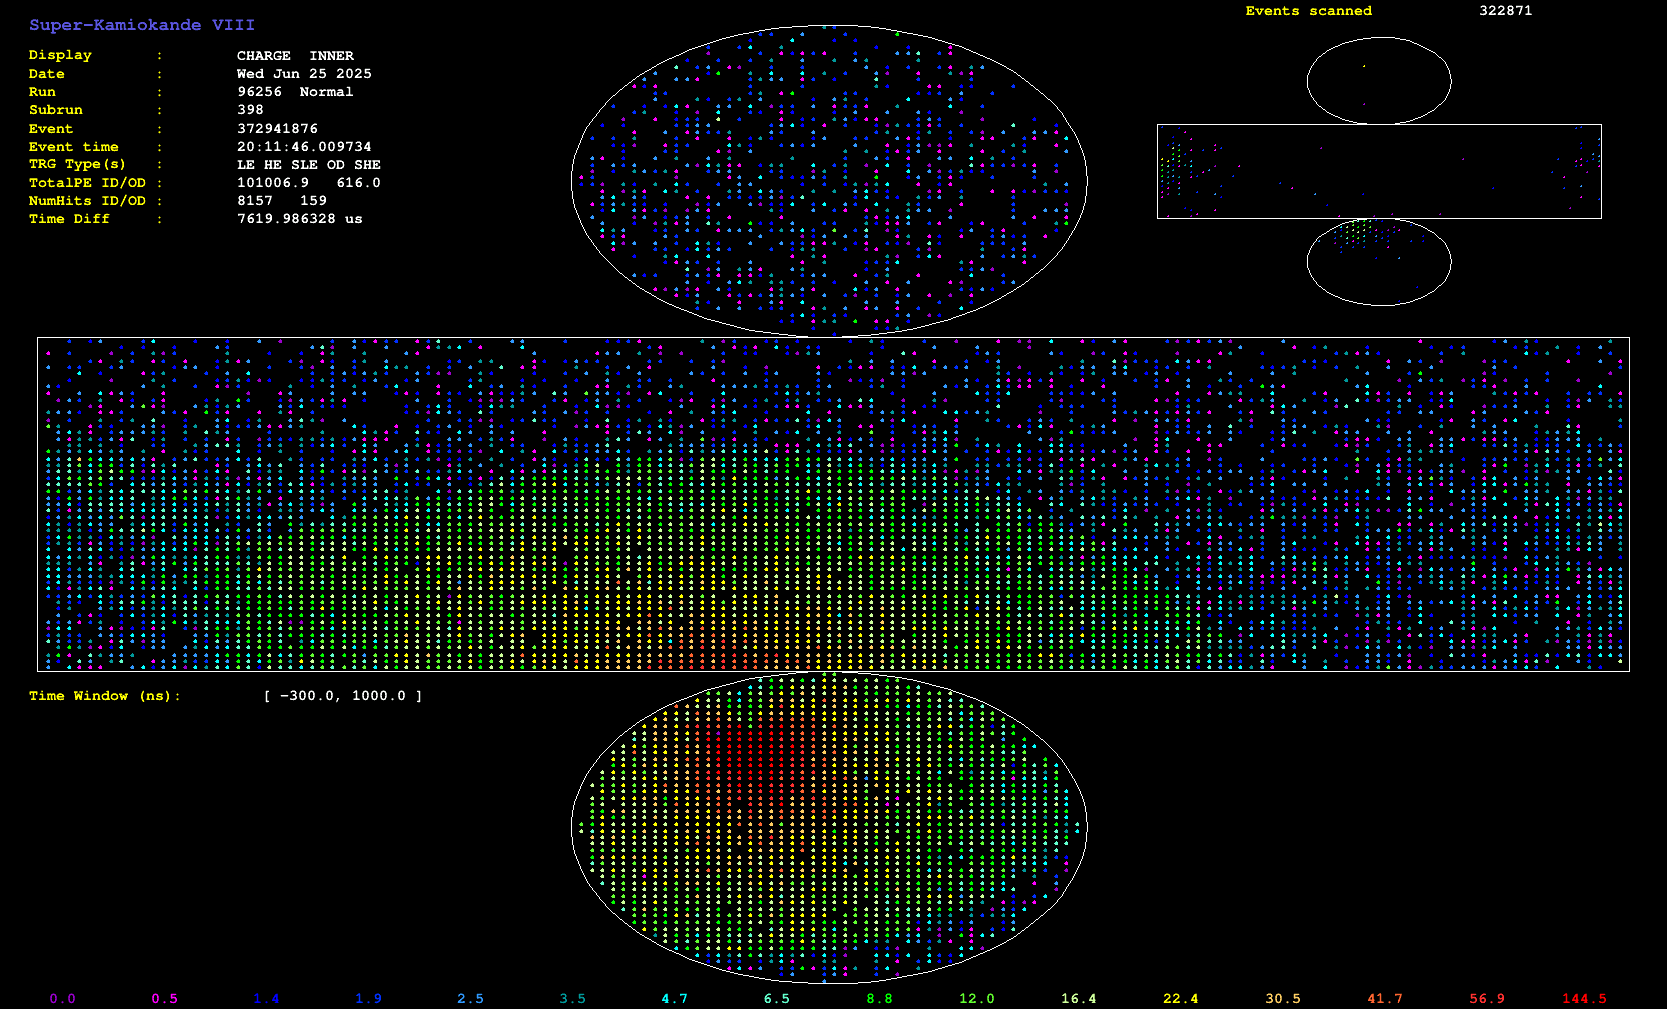 Super-Kamiokande VIII
Display : CHARGE INNER
Date : Wed Jun 25 2025
Run : 96256 Normal
Subrun : 398
Event : 372941876
Event time : 20:11:46.009734
TRG Type(s) : LE HE SLE OD SHE
TotalPE ID/OD : 101006.9 616.0
NumHits ID/OD : 8157 159
Time Diff : 7619.986328 us
Events scanned 322871
Time Window (ns): [ -300.0, 1000.0 ]
0.0 0.5 1.4 1.9 2.5 3.5 4.7 6.5 8.8 12.0 16.4 22.4 30.5 41.7 56.9 144.5